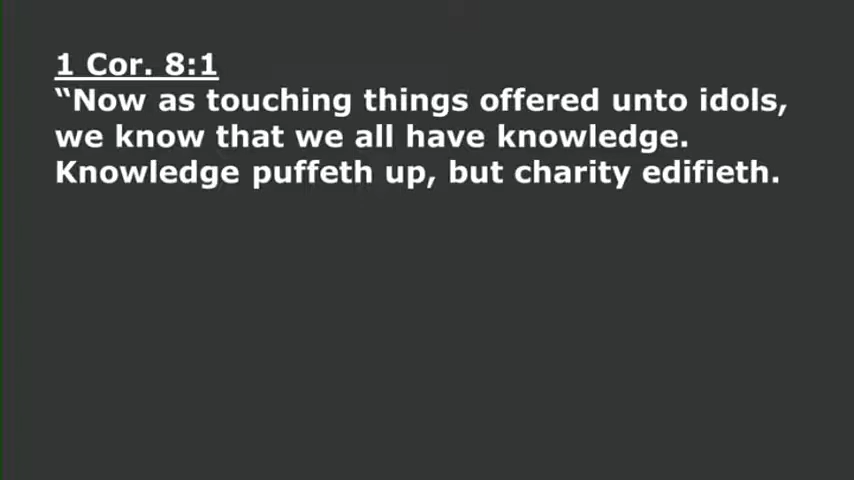 1 Cor. 8:1
“Now as touching things offered unto idols,
we know that we all have knowledge.
Knowledge puffeth up, but charity edifieth.